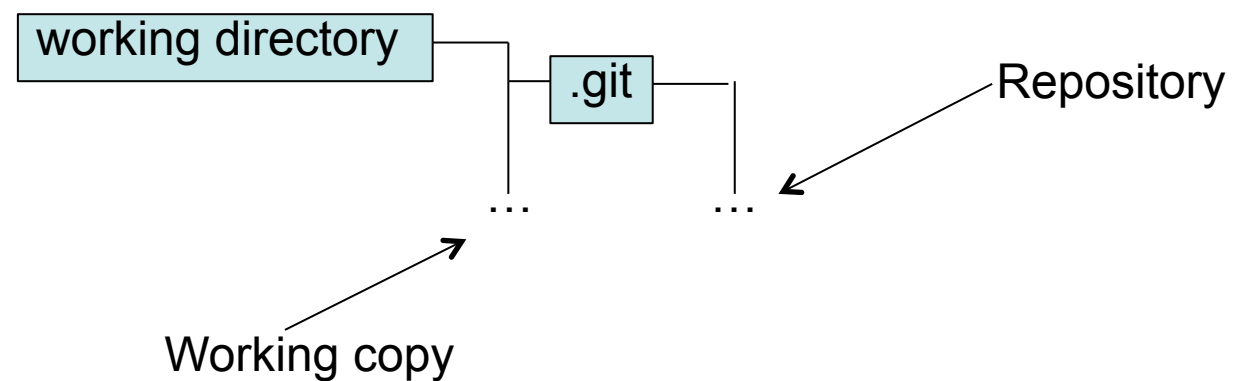 working directory
.git
Repository
...
...
Working copy